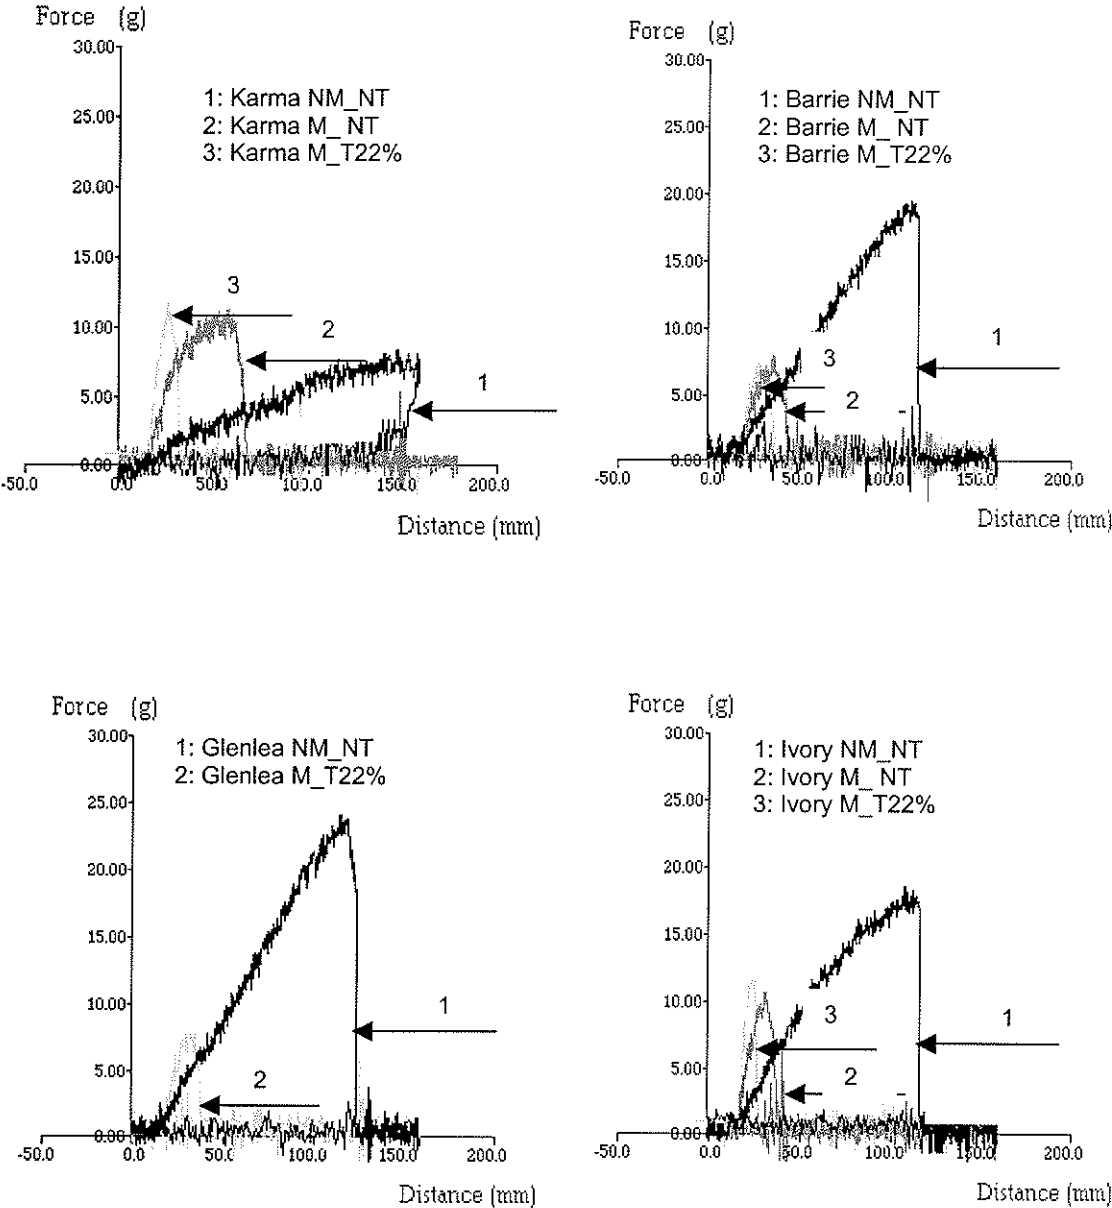 Force (g)
30.00
25.00
20.00
15.00
10.00
5.00
0.00
-50.0 0.0 50.0 100.0 150.0 200.0
Distance (mm)
1: Karma NM_NT
2: Karma M_ NT
3: Karma M_T22%
3
2
1
Force (g)
30.00
25.00
20.00
15.00
10.00
5.00
0.00
-50.0 0.0 50.0 100.0 150.0 200.0
Distance (mm)
1: Barrie NM_NT
2: Barrie M_ NT
3: Barrie M_T22%
1
3
2
Force (g)
30.00
25.00
20.00
15.00
10.00
5.00
0.00
-50.0 0.0 50.0 100.0 150.0 200.0
Distance (mm)
1: Glenlea NM_NT
2: Glenlea M_T22%
1
2
Force (g)
30.00
25.00
20.00
15.00
10.00
5.00
0.00
-50.0 0.0 50.0 100.0 150.0 200.0
Distance (mm)
1: Ivory NM_NT
2: Ivory M_ NT
3: Ivory M_T22%
3
1
2